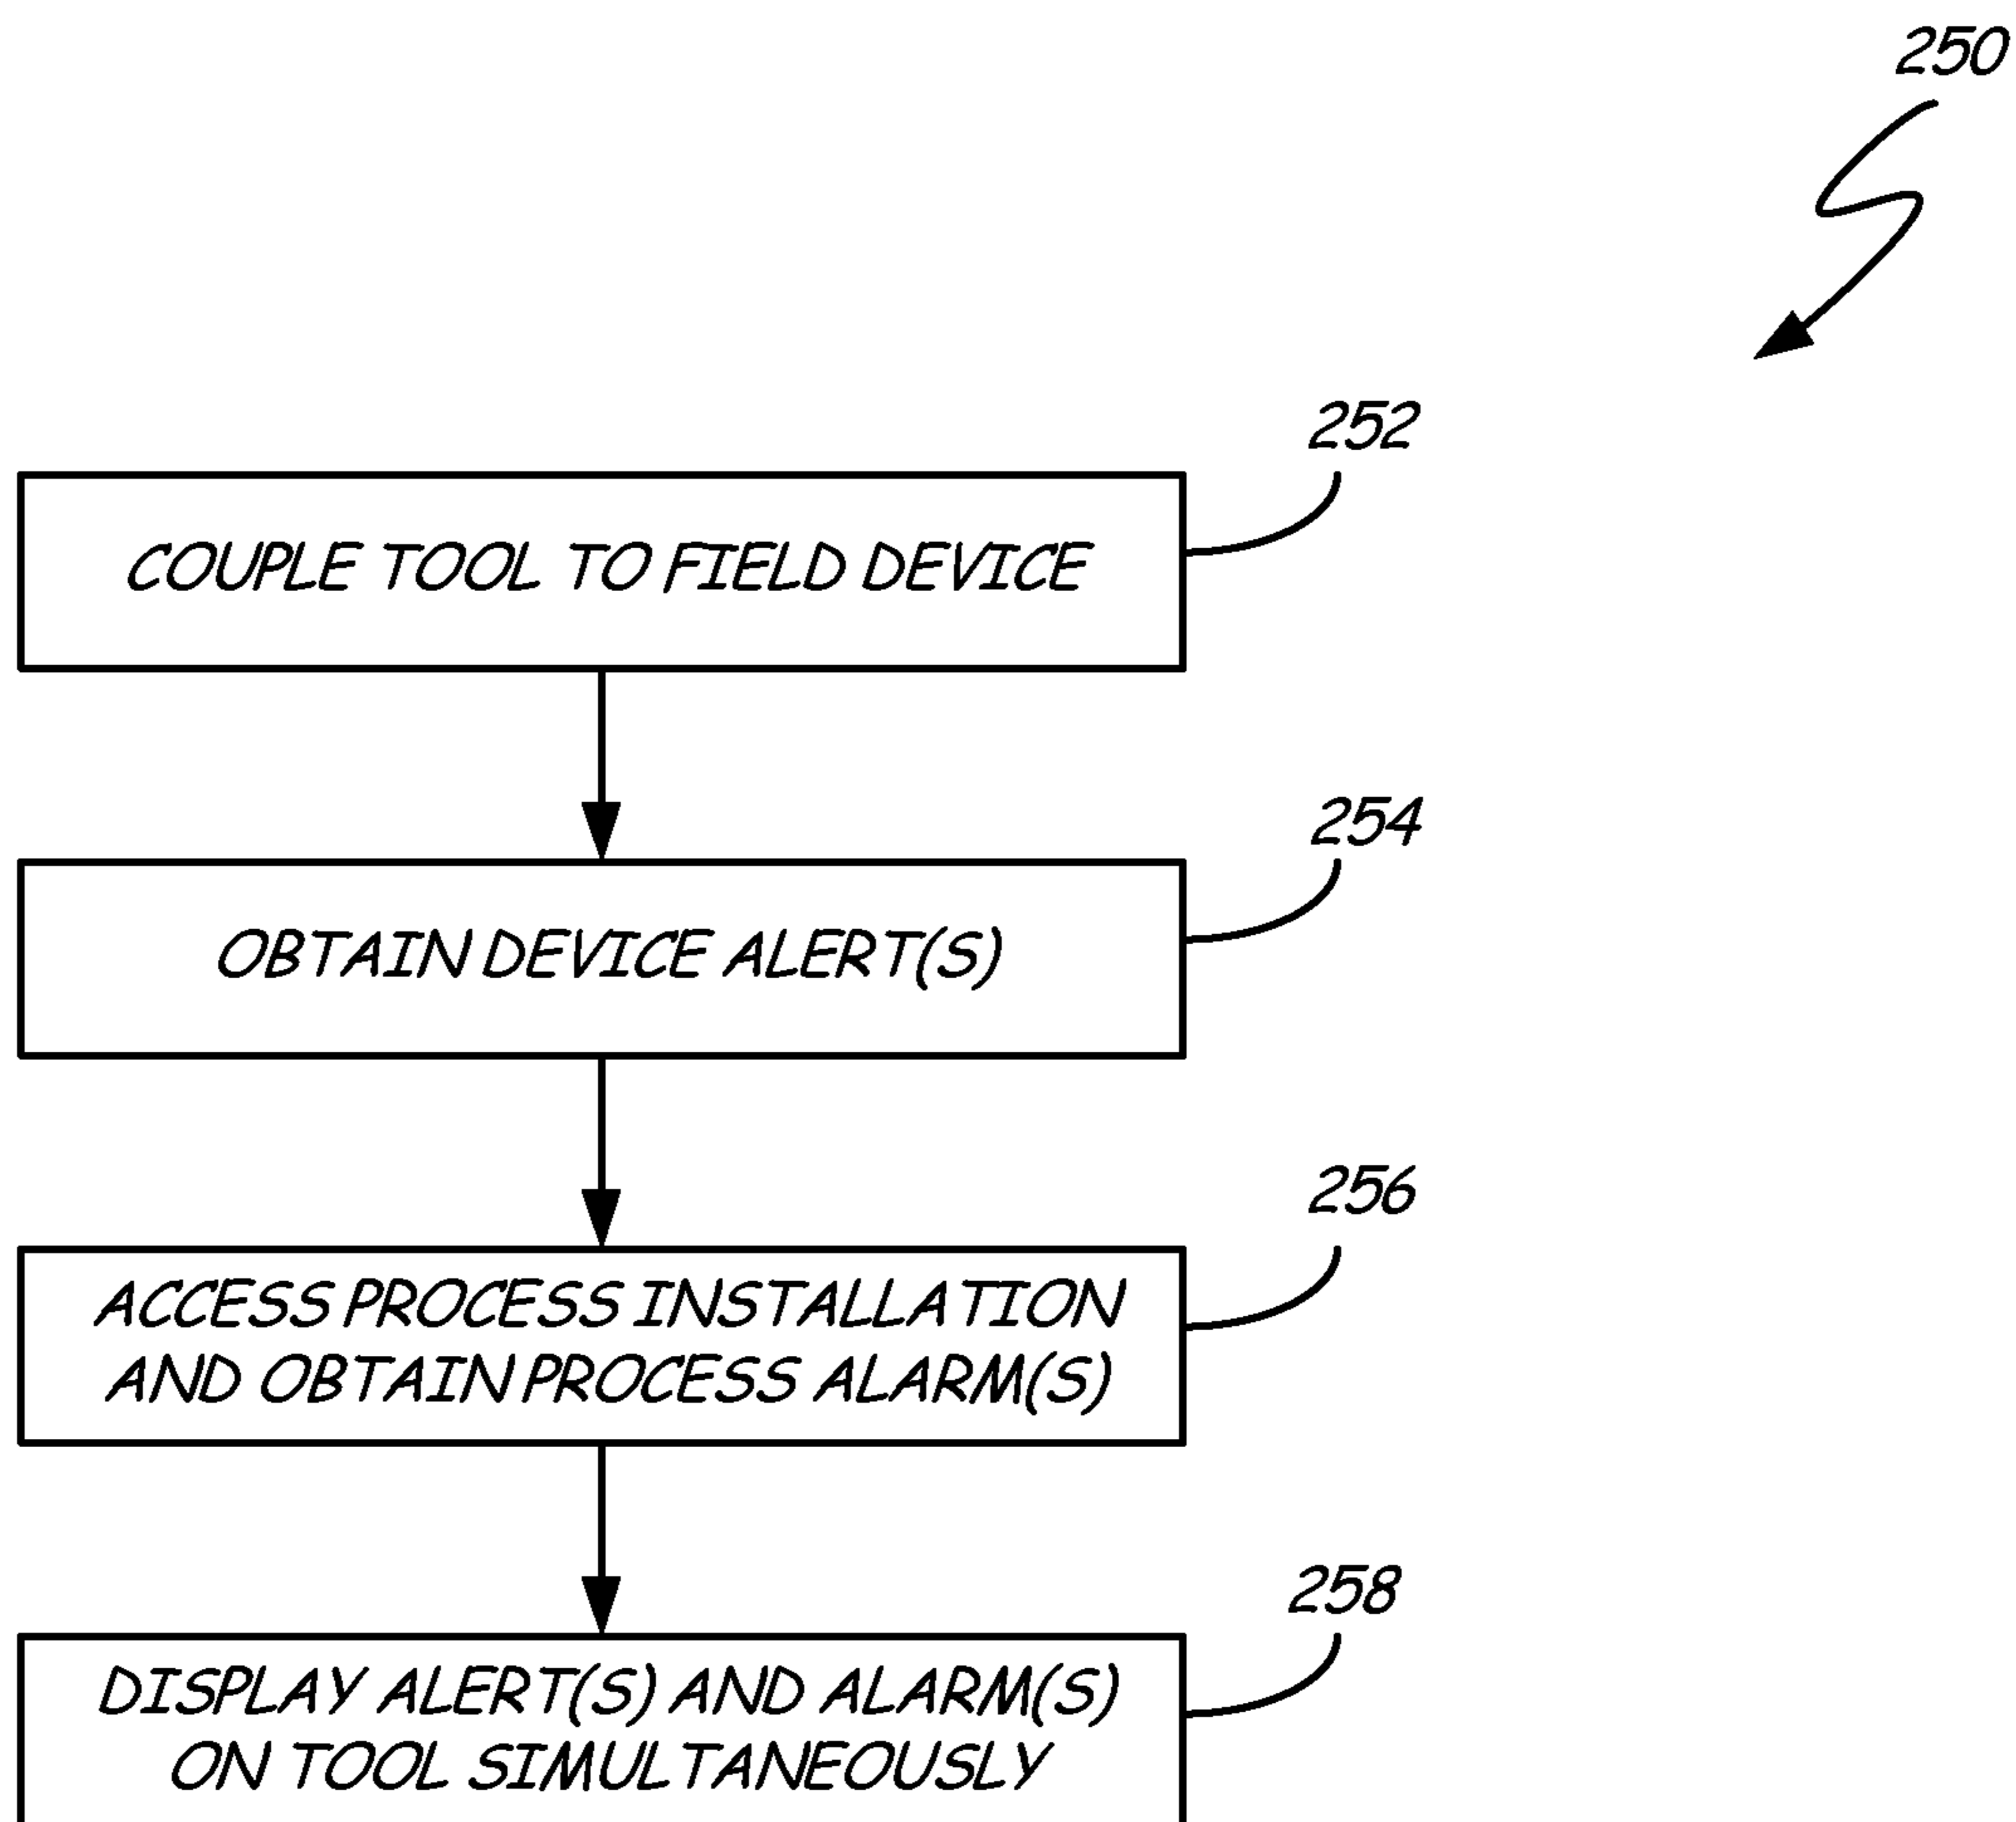 250
252
COUPLE TOOL TO FIELD DEVICE
254
OBTAIN DEVICE ALERT(S)
256
ACCESS PROCESS INSTALLATION
AND OBTAIN PROCESS ALARM(S)
258
DISPLAY ALERT(S) AND ALARM(S)
ON TOOL SIMULTANEOUSLY